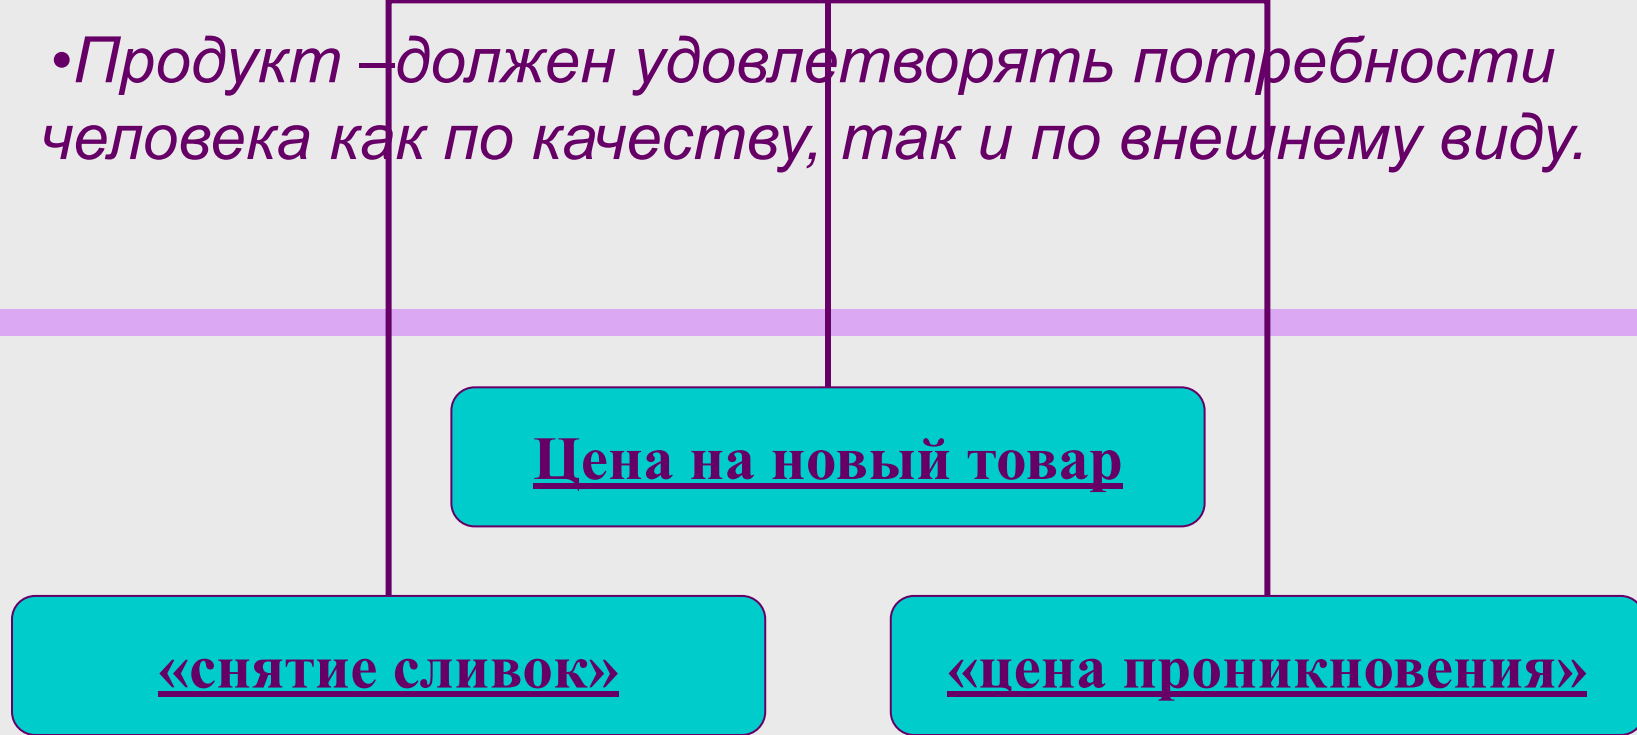 •Продукт –должен удовлетворять потребности
человека как по качеству, так и по внешнему виду.
Цена на новый товар
«снятие сливок»
«цена проникновения»